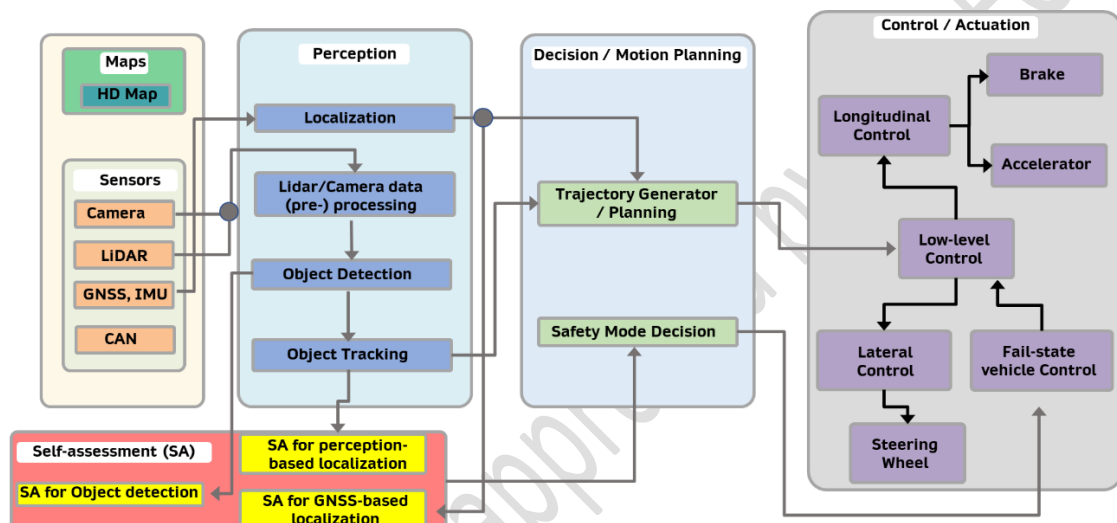 Maps
HD Map
Sensors
Camera
LiDAR
GNSS, IMU
CAN
Perception
Localization
Lidar/Camera data
(pre-) processing
Object Detection
Object Tracking
Decision / Motion Planning
Trajectory Generator
/ Planning
Safety Mode Decision
Control / Actuation
Brake
Longitudinal
Control
Accelerator
Low-level
Control
Lateral
Control
Fail-state
vehicle Control
Steering
Wheel
Self-assessment (SA)
SA for perception-
based localization
SA for Object detection
SA for GNSS-based
localization